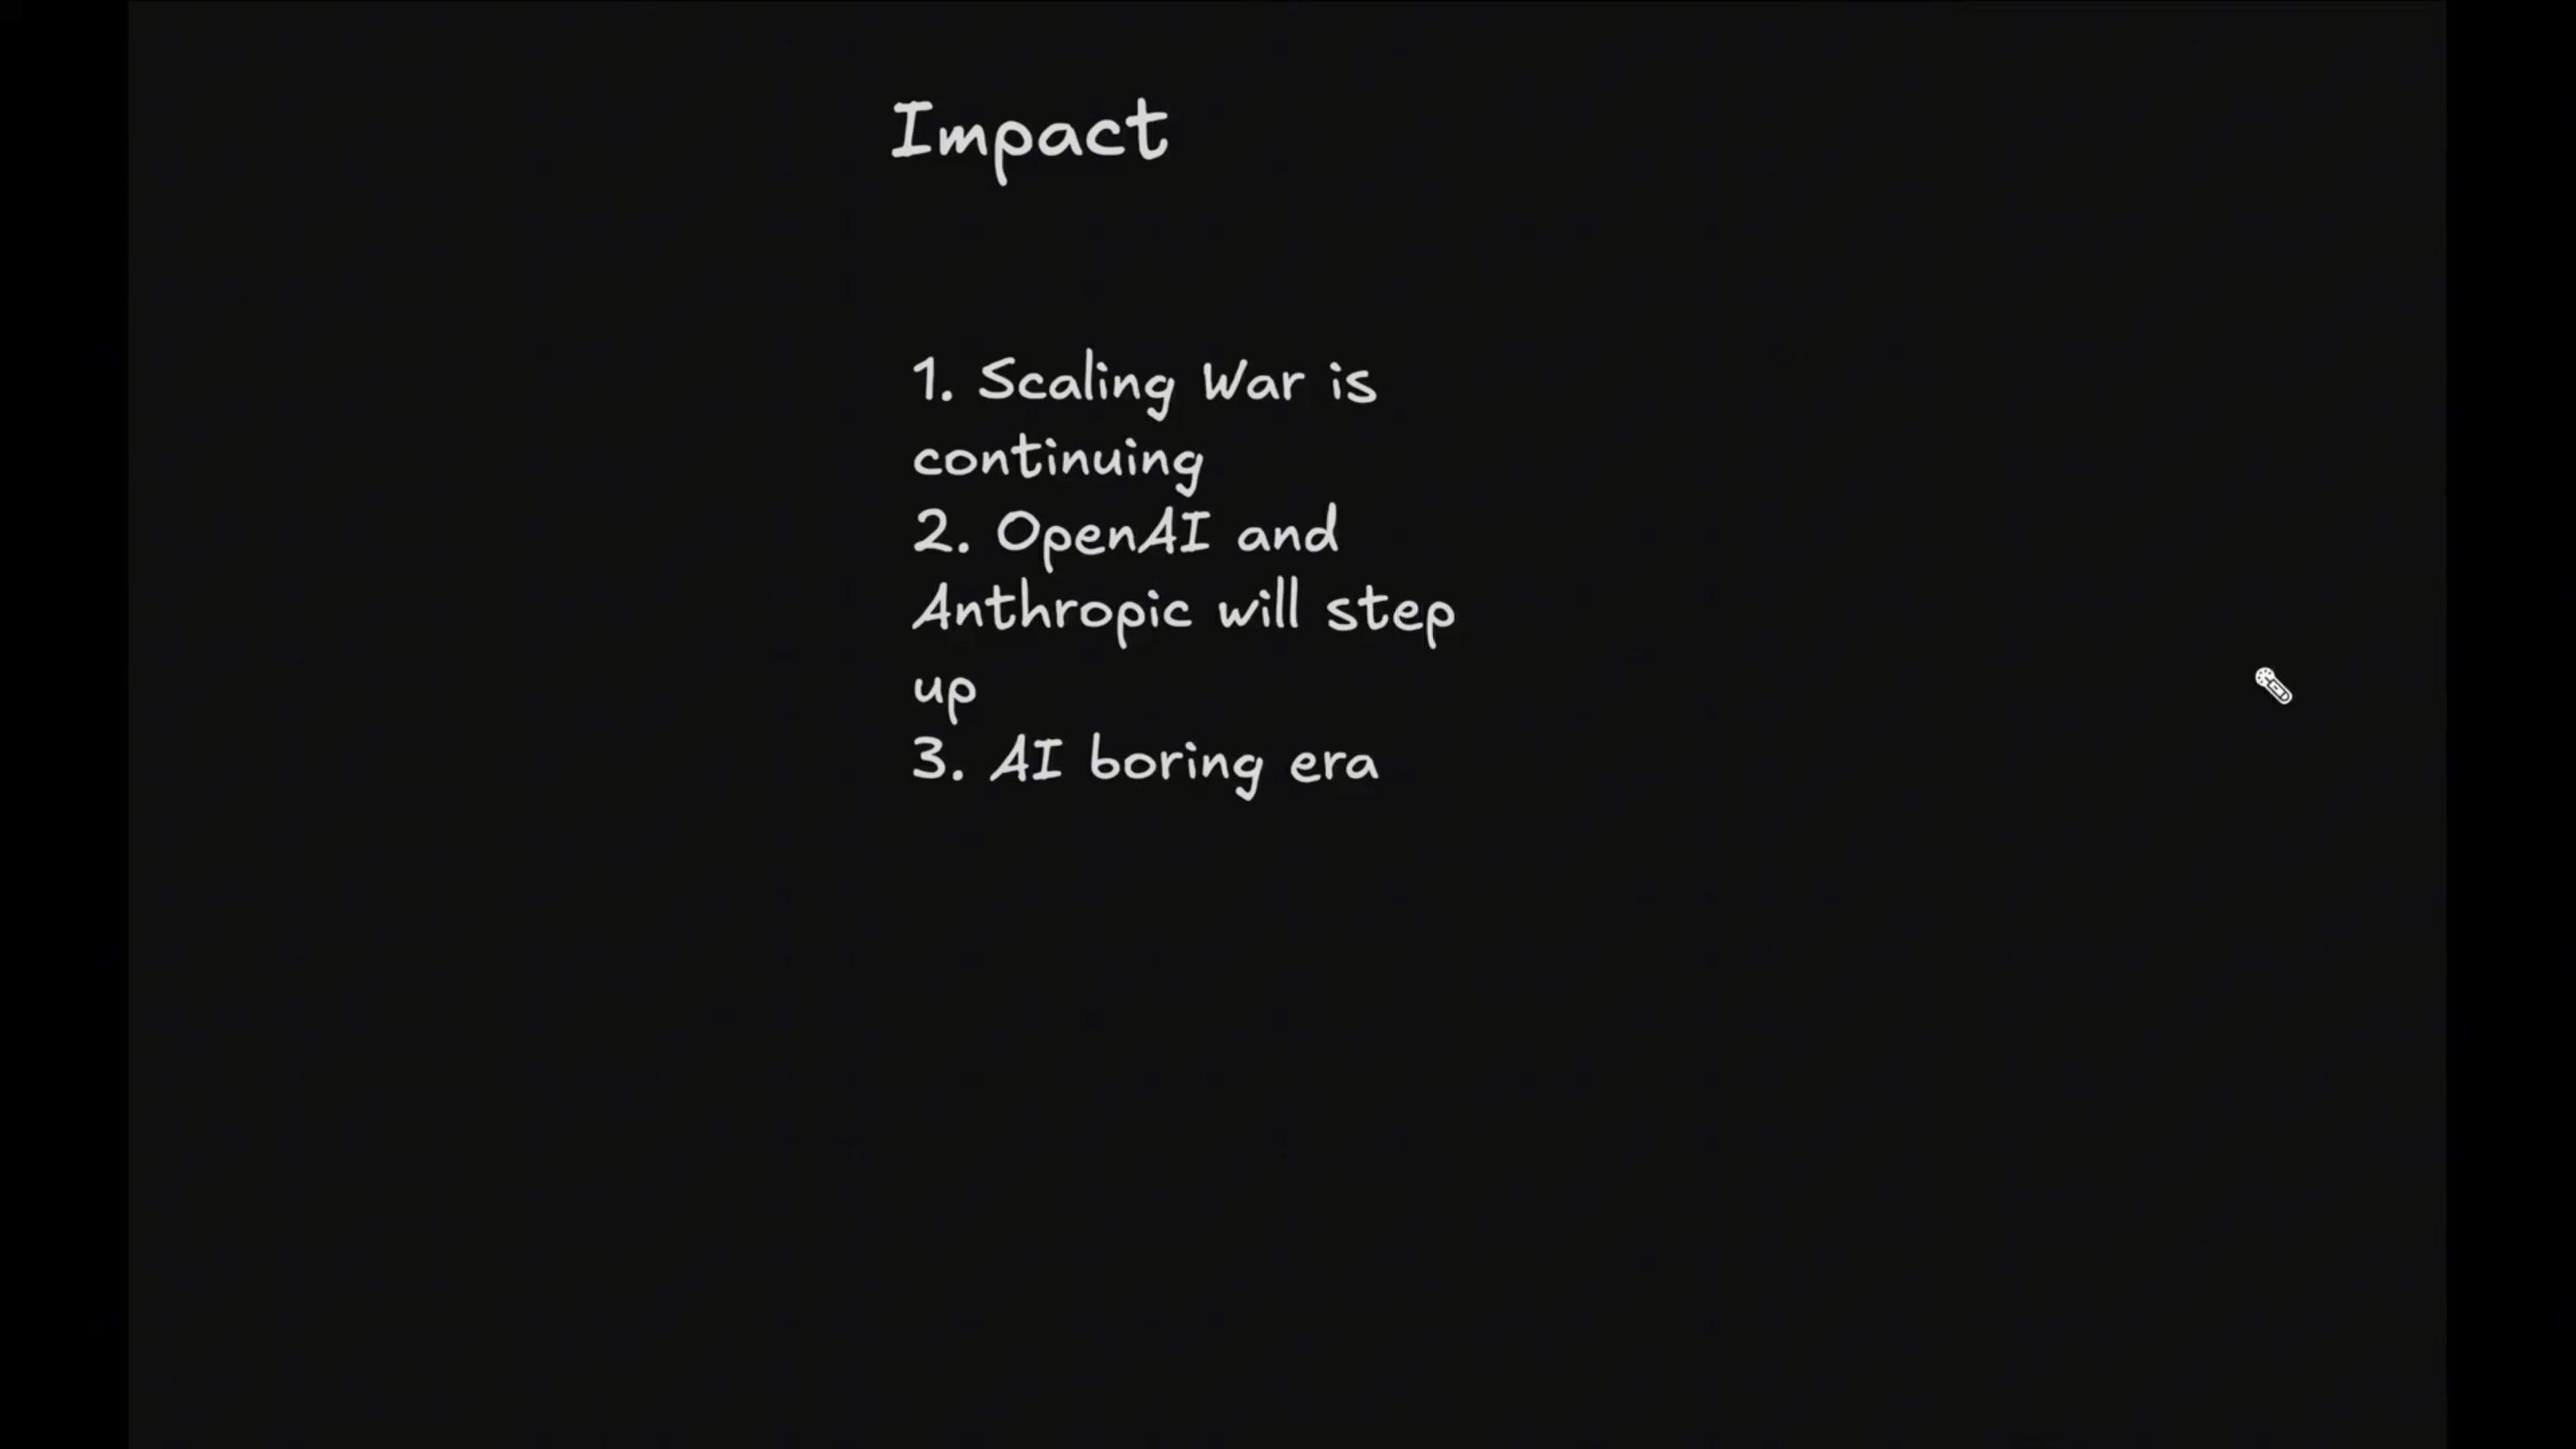 Impact
1. Scaling War is
continuing
2. OpenAI and
Anthropic will step
up
3. AI boring era